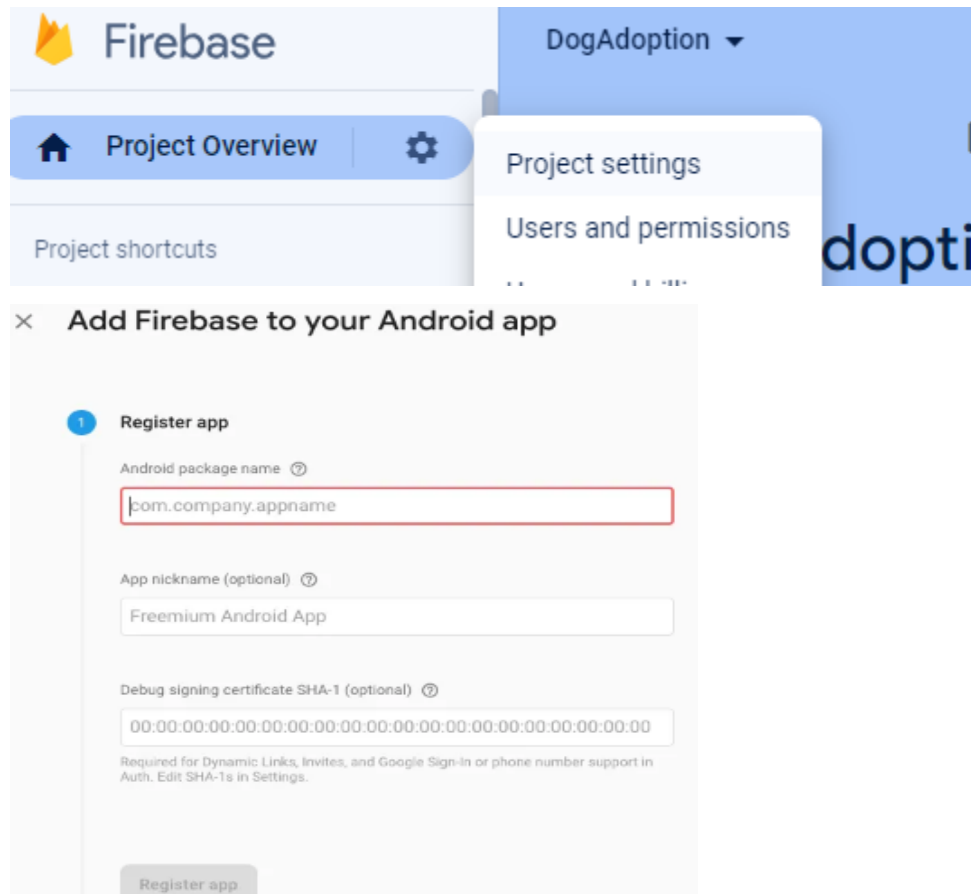 Firebase
DogAdoption
Project Overview
Project settings
Users and permissions
Project shortcuts
dopti
Add Firebase to your Android app
1
Register app
Android package name
com.company.appname
App nickname (optional)
Freemium Android App
Debug signing certificate SHA-1 (optional)
00:00:00:00:00:00:00:00:00:00:00:00:00:00:00:00:00:00:00:00
Required for Dynamic Links, Invites, and Google Sign-In or phone number support in
Auth. Edit SHA-1s in Settings.
Register app